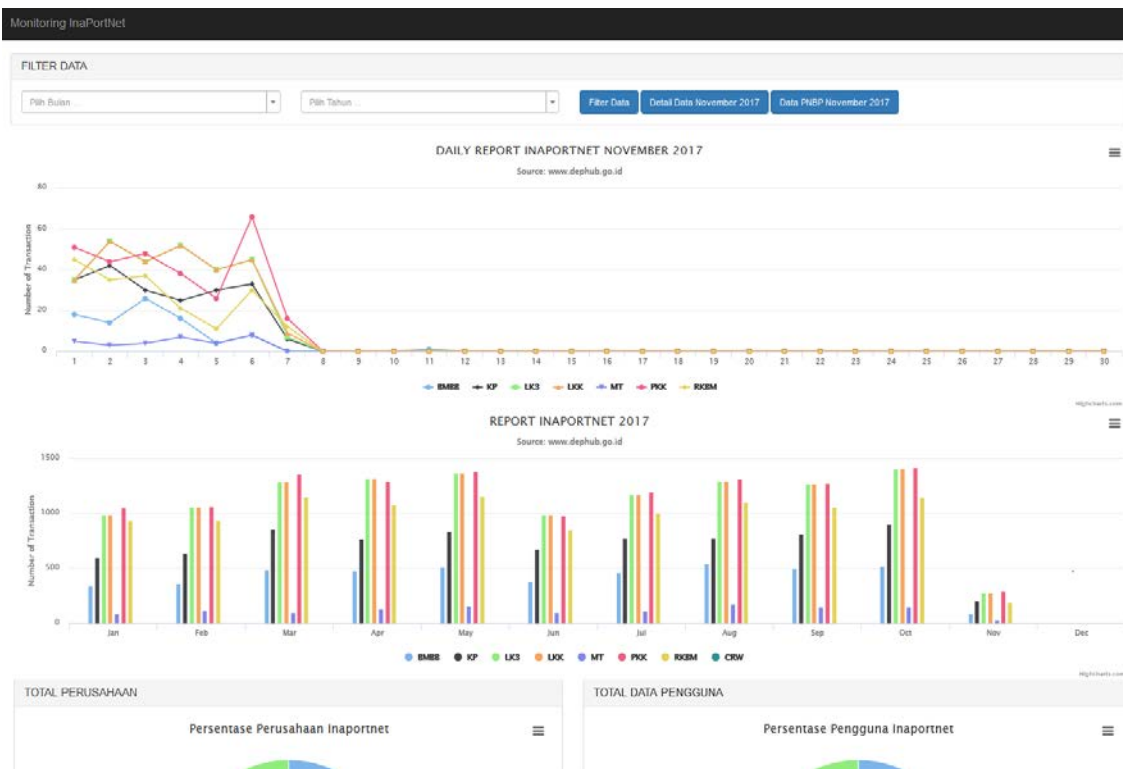 Monitoring InaPortNet
FILTER DATA
Pilih Bulan ...
Pilih Tahun ...
Filter Data
Detail Data November 2017
Data PNBP November 2017
DAILY REPORT INAPORTNET NOVEMBER 2017
Source: www.dephub.go.id
Number of Transaction
80
60
40
20
0
1 2 3 4 5 6 7 8 9 10 11 12 13 14 15 16 17 18 19 20 21 22 23 24 25 26 27 28 29 30
BMBB KP LK3 LKK MT PKK RKBM
Highcharts.com
REPORT INAPORTNET 2017
Source: www.dephub.go.id
Number of Transaction
1500
1000
500
0
Jan Feb Mar Apr May Jun Jul Aug Sep Oct Nov Dec
BMBB KP LK3 LKK MT PKK RKBM CRW
Highcharts.com
TOTAL PERUSAHAAN
Persentase Perusahaan Inaportnet
TOTAL DATA PENGGUNA
Persentase Pengguna Inaportnet